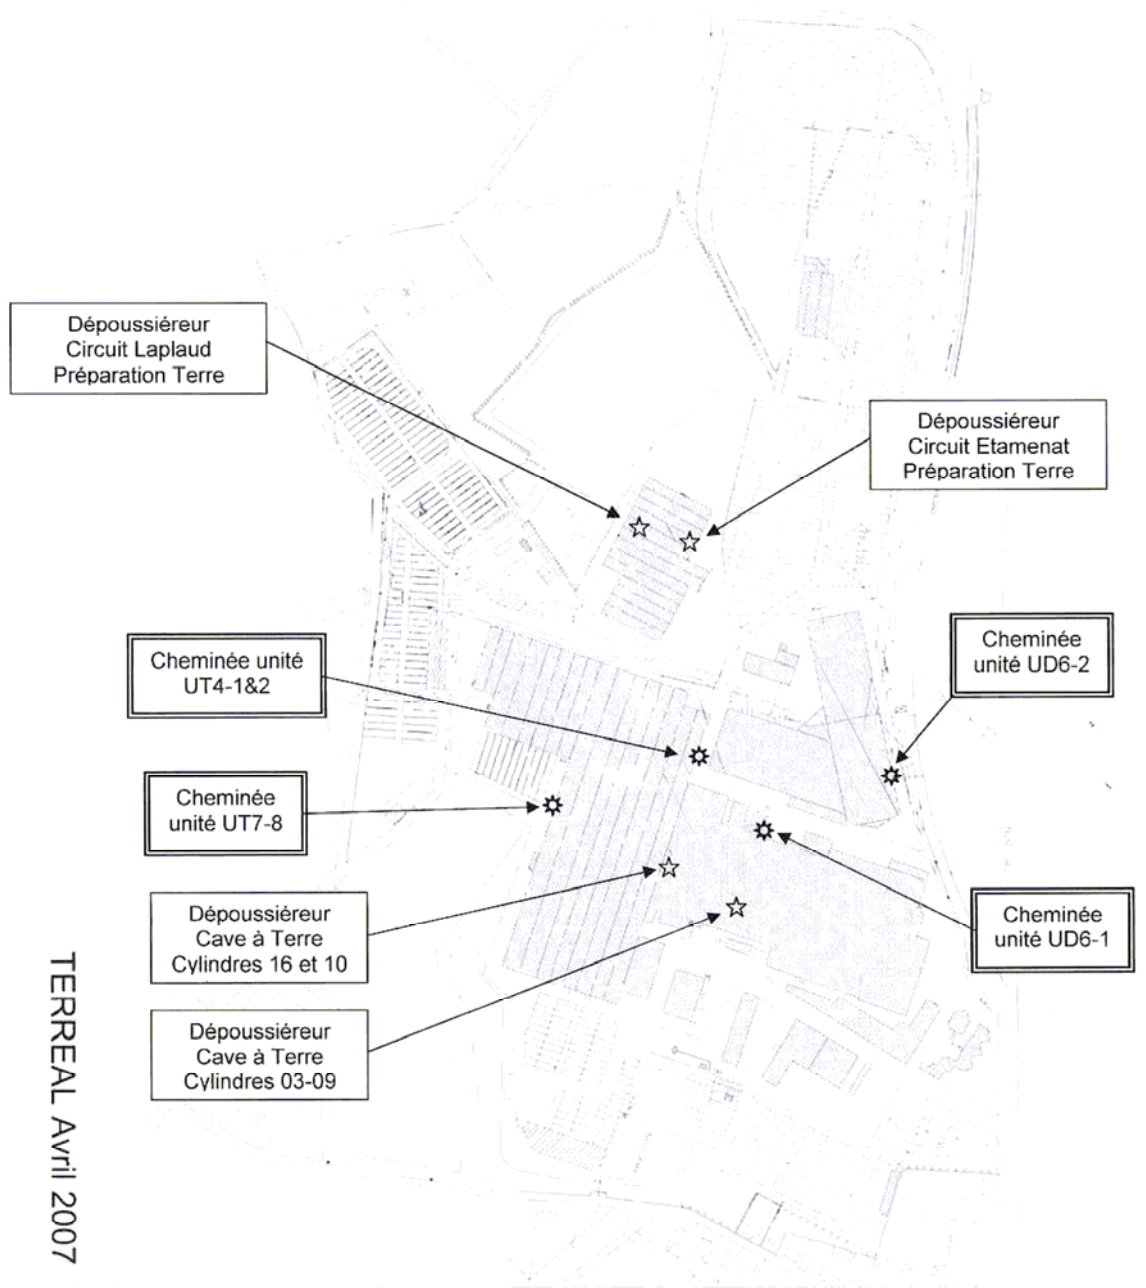 Dépoussiéreur
Circuit Laplaud
Préparation Terre
Dépoussiéreur
Circuit Etamenat
Préparation Terre
Cheminée unité
UT4-1&2
Cheminée
unité UD6-2
Cheminée
unité UT7-8
Dépoussiéreur
Cave à Terre
Cylindres 16 et 10
Cheminée
unité UD6-1
Dépoussiéreur
Cave à Terre
Cylindres 03-09
TERREAL Avril 2007